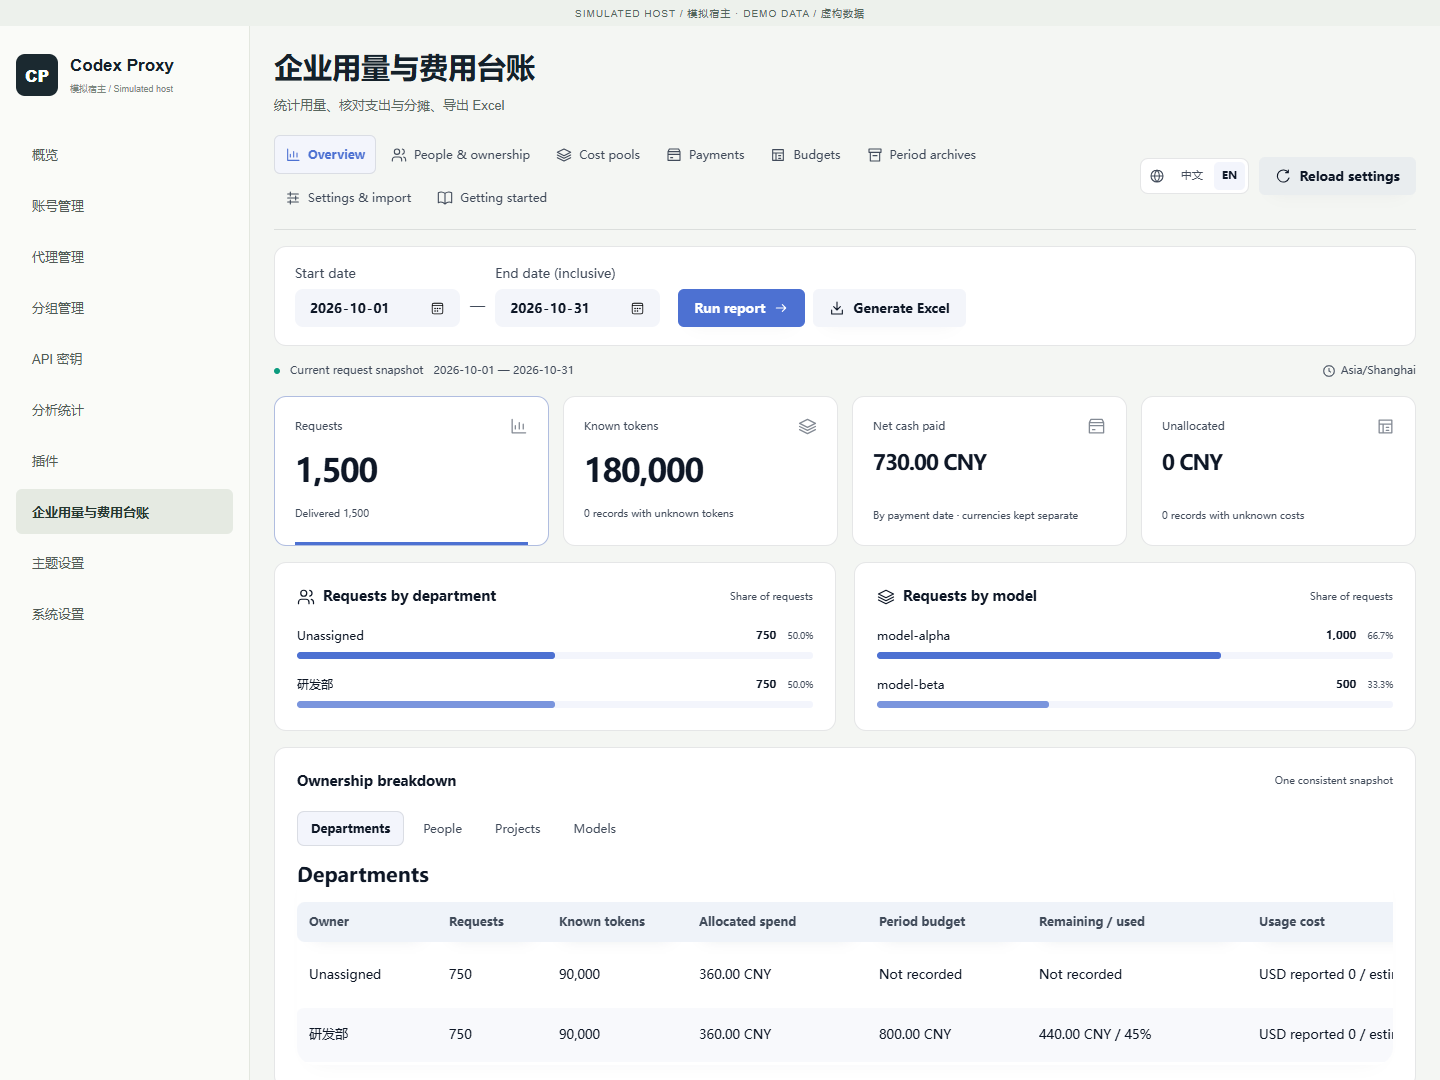 SIMULATED HOST / 模拟宿主 · DEMO DATA / 虚构数据
CP
Codex Proxy
模拟宿主 / Simulated host
概览
账号管理
代理管理
分组管理
API 密钥
分析统计
插件
企业用量与费用台账
主题设置
系统设置
企业用量与费用台账
统计用量、核对支出与分摊、导出 Excel
Overview
People & ownership
Cost pools
Payments
Budgets
Period archives
Settings & import
Getting started
中文
EN
Reload settings
Start date
End date (inclusive)
2026-10-01
—
2026-10-31
Run report →
Generate Excel
Current request snapshot 2026-10-01 — 2026-10-31
Asia/Shanghai
Requests
1,500
Delivered 1,500
Known tokens
180,000
0 records with unknown tokens
Net cash paid
730.00 CNY
By payment date · currencies kept separate
Unallocated
0 CNY
0 records with unknown costs
Requests by department
Share of requests
Unassigned 750 50.0%
研发部 750 50.0%
Requests by model
Share of requests
model-alpha 1,000 66.7%
model-beta 500 33.3%
Ownership breakdown
One consistent snapshot
Departments People Projects Models
Departments
Owner Requests Known tokens Allocated spend Period budget Remaining / used Usage cost
Unassigned 750 90,000 360.00 CNY Not recorded Not recorded USD reported 0 / esti
研发部 750 90,000 360.00 CNY 800.00 CNY 440.00 CNY / 45% USD reported 0 / esti